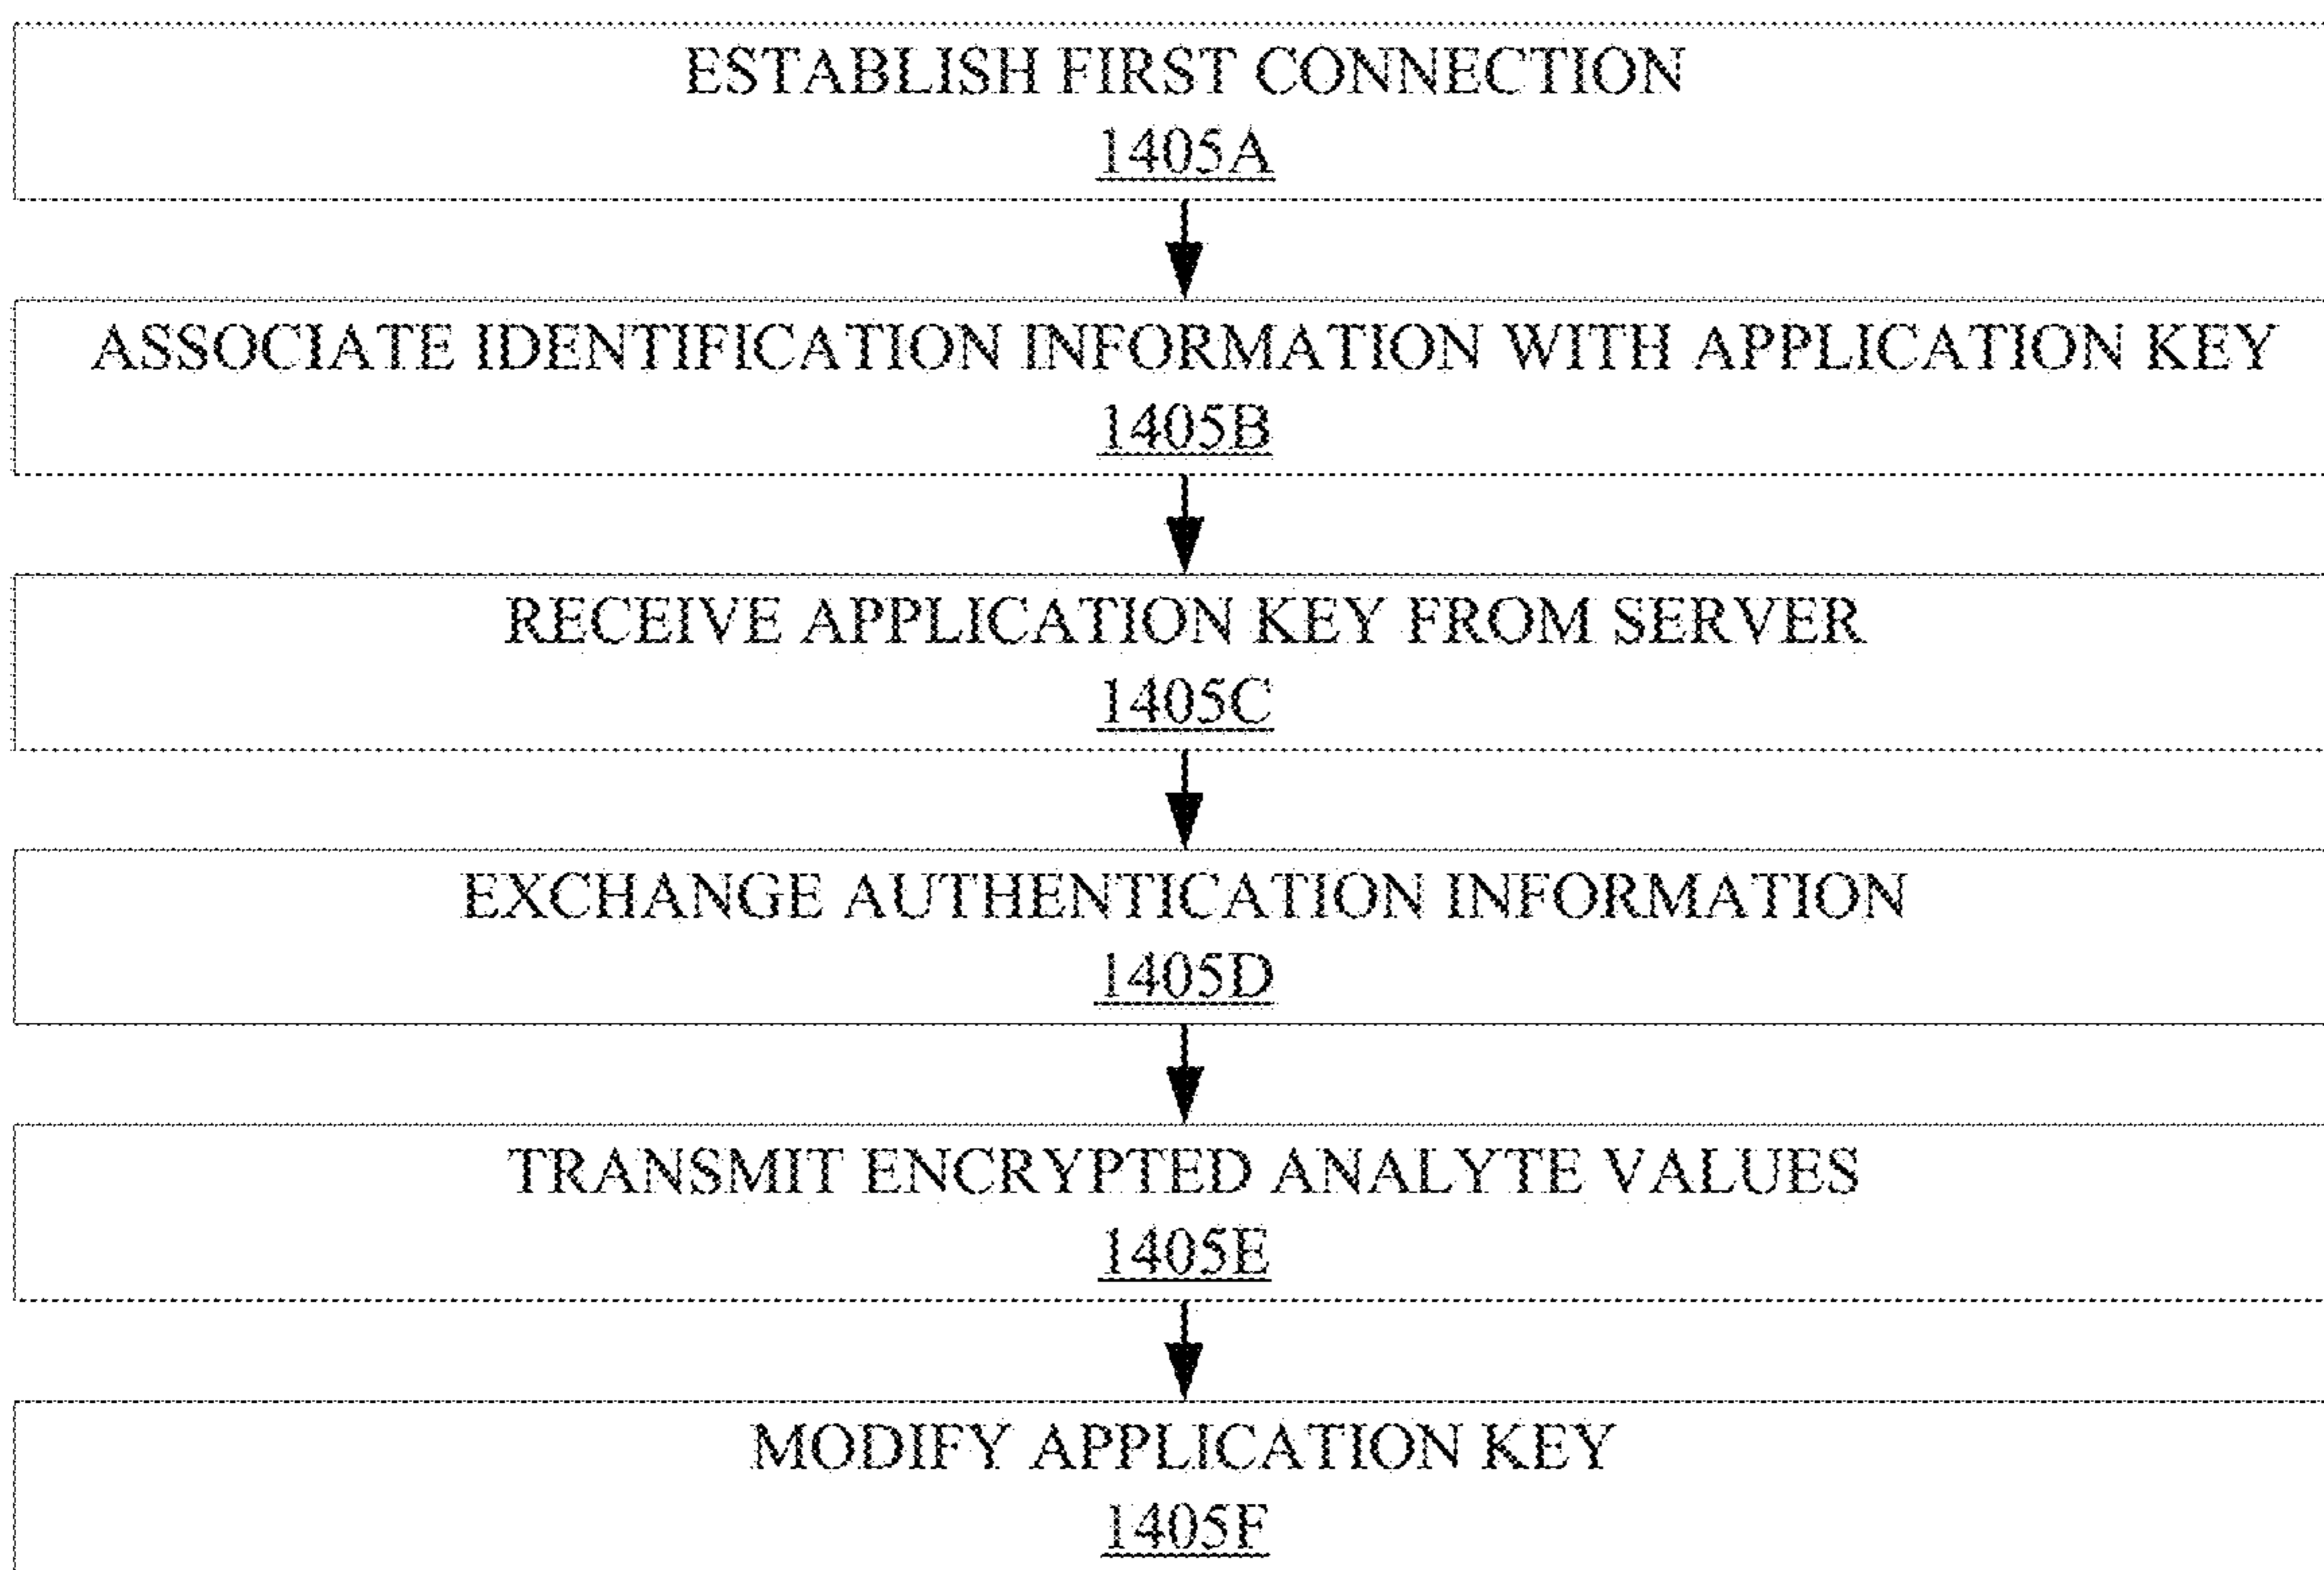 ESTABLISH FIRST CONNECTION
1405A
ASSOCIATE IDENTIFICATION INFORMATION WITH APPLICATION KEY
1405B
RECEIVE APPLICATION KEY FROM SERVER
1405C
EXCHANGE AUTHENTICATION INFORMATION
1405D
TRANSMIT ENCRYPTED ANALYTE VALUES
1405E
MODIFY APPLICATION KEY
1405F